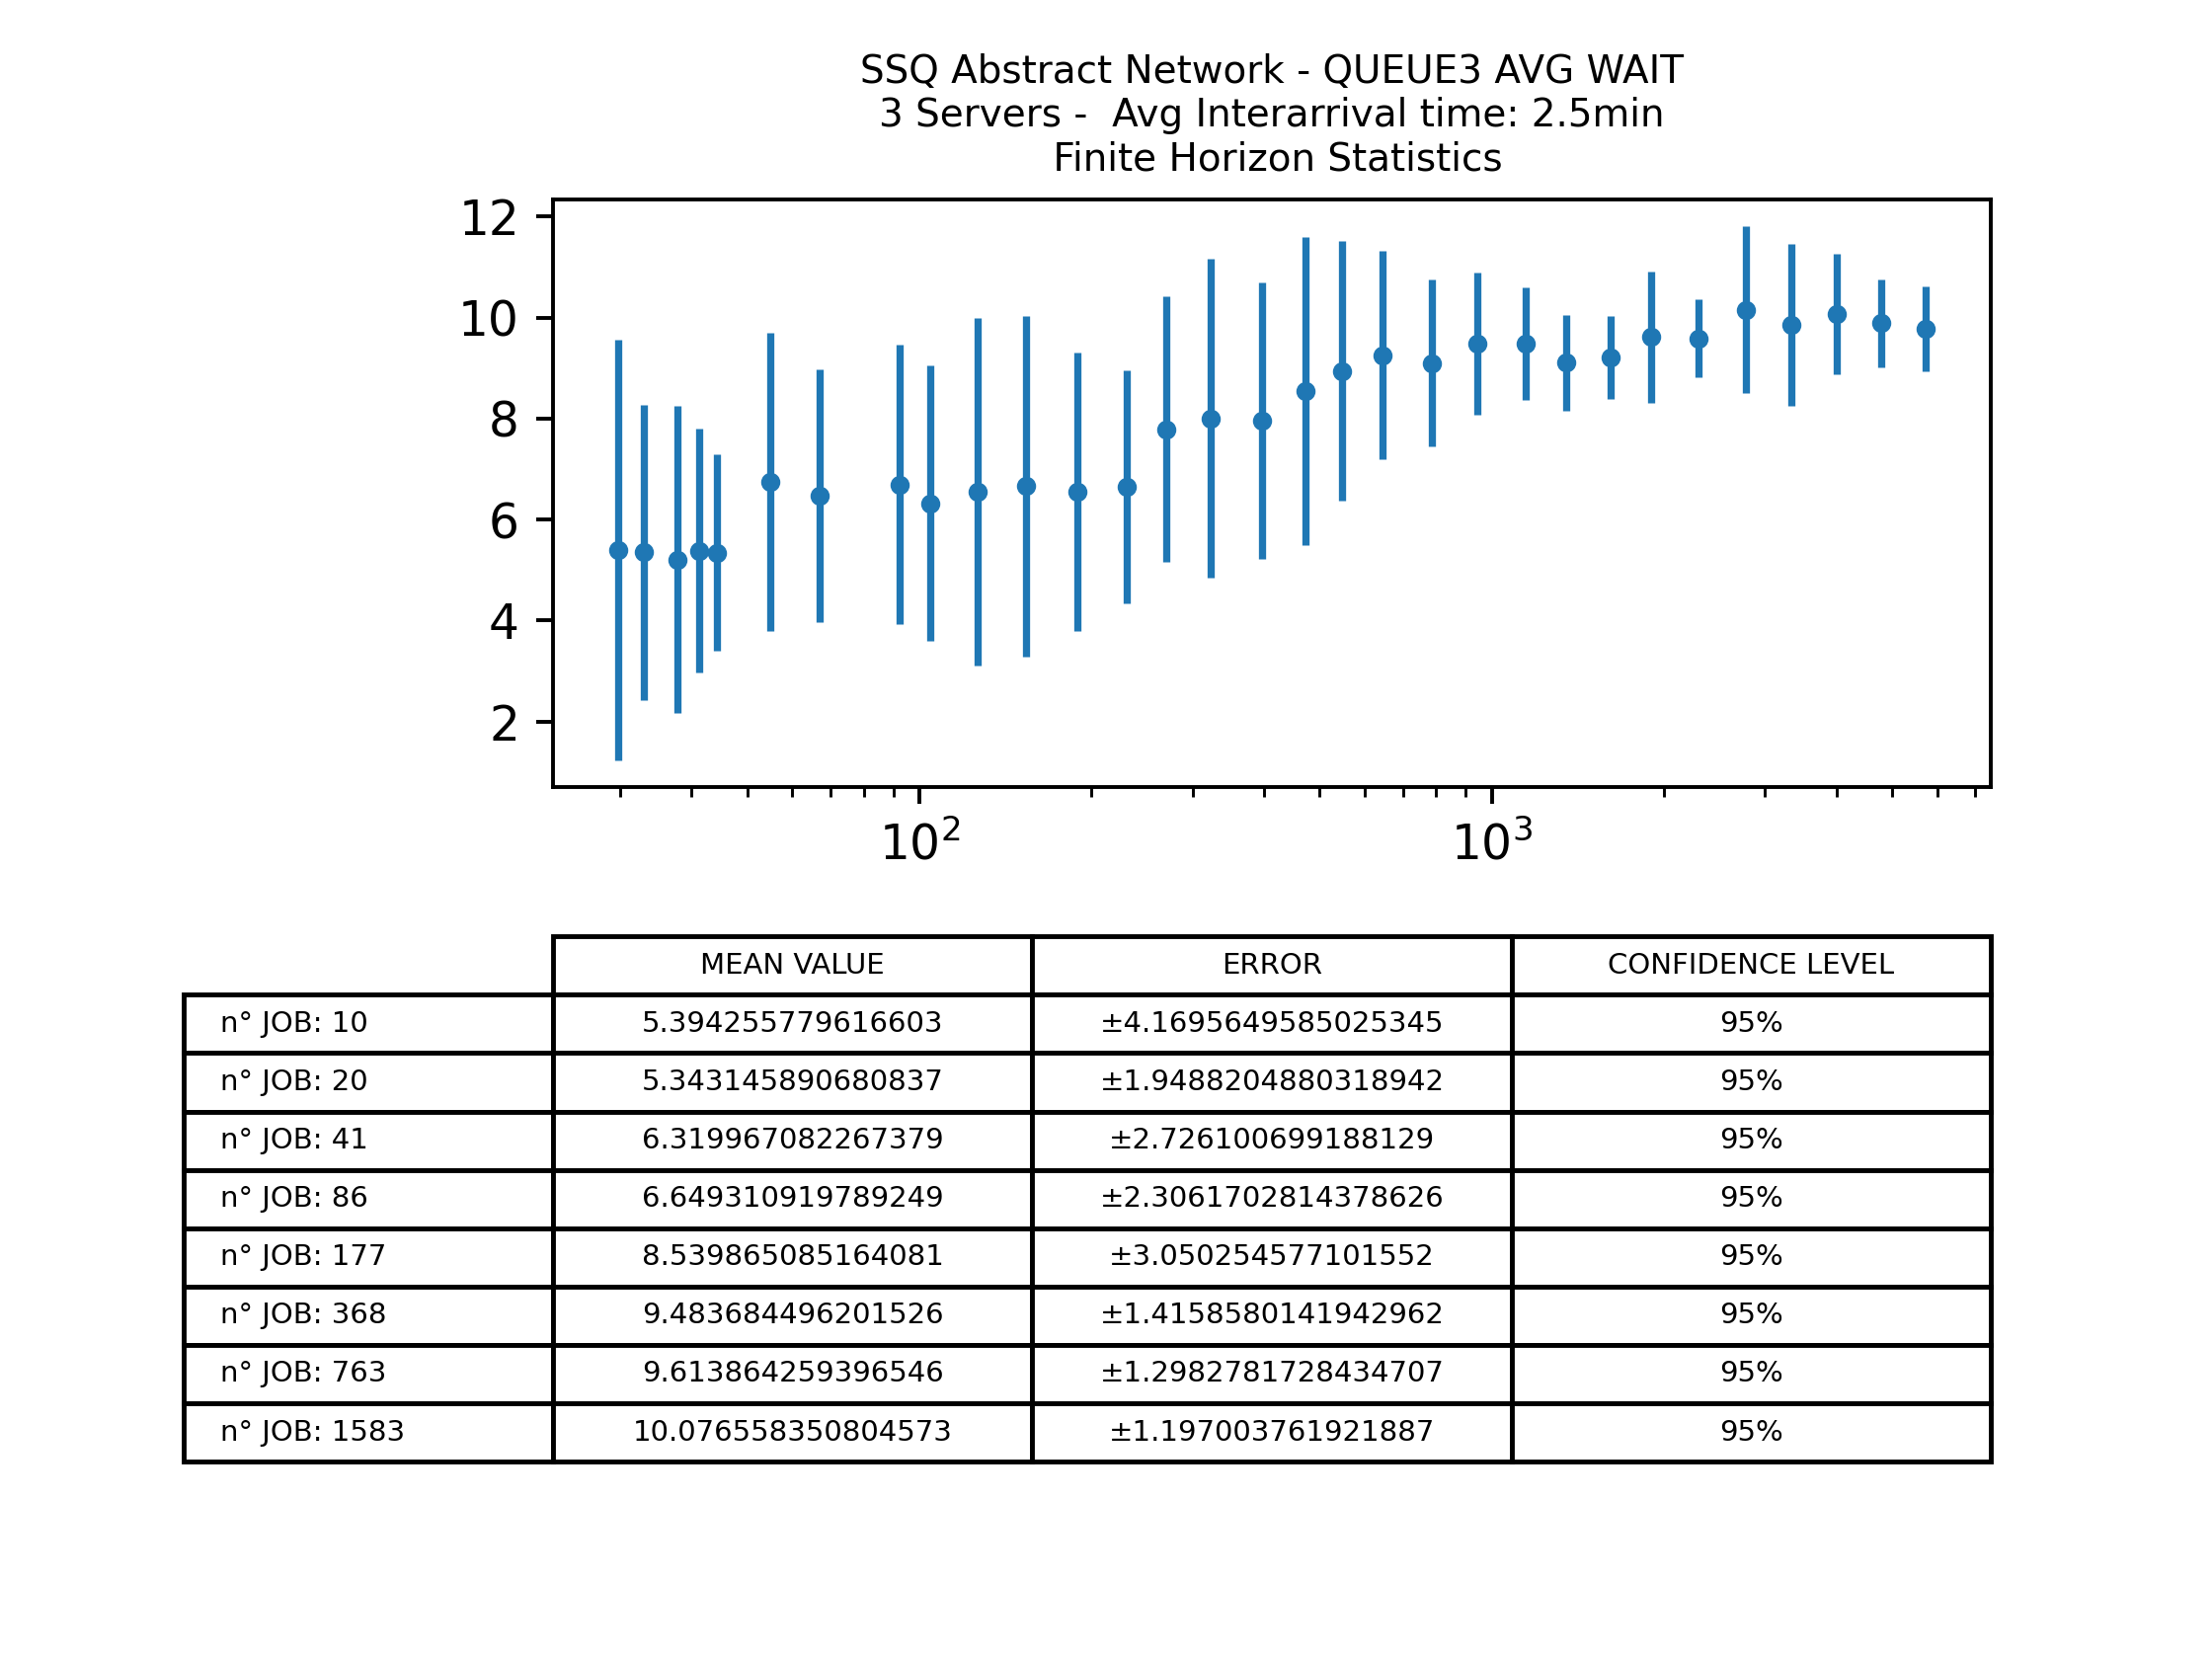 SSQ Abstract Network - QUEUE3 AVG WAIT
3 Servers -  Avg Interarrival time: 2.5min
Finite Horizon Statistics
12
10
8
6
4
2
10² 10³
MEAN VALUE ERROR CONFIDENCE LEVEL
n° JOB: 10 5.394255779616603 ±4.1695649585025345 95%
n° JOB: 20 5.343145890680837 ±1.9488204880318942 95%
n° JOB: 41 6.319967082267379 ±2.726100699188129 95%
n° JOB: 86 6.649310919789249 ±2.3061702814378626 95%
n° JOB: 177 8.539865085164081 ±3.050254577101552 95%
n° JOB: 368 9.483684496201526 ±1.4158580141942962 95%
n° JOB: 763 9.613864259396546 ±1.2982781728434707 95%
n° JOB: 1583 10.076558350804573 ±1.197003761921887 95%